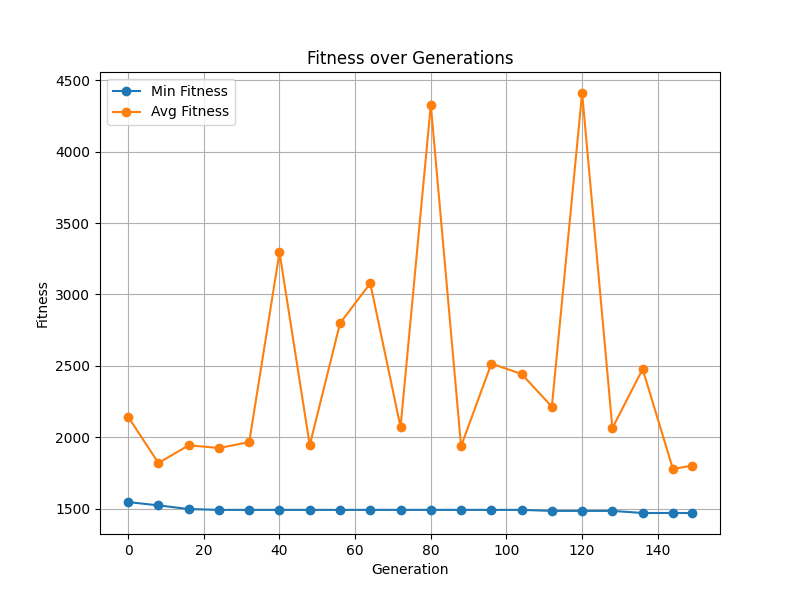 Fitness over Generations
Min Fitness
Avg Fitness
4500
4000
3500
3000
2500
2000
1500
Fitness
0 20 40 60 80 100 120 140
Generation